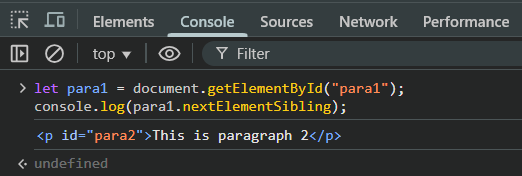 Elements Console Sources Network Performance
top Filter
let para1 = document.getElementById("para1");
console.log(para1.nextElementSibling);
<p id="para2">This is paragraph 2</p>
undefined